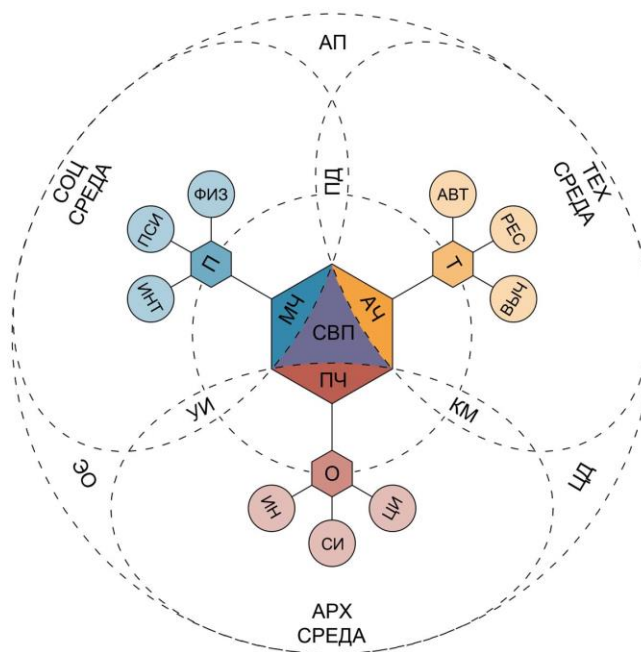 АП
СОЦ
СРЕДА
ТЕХ
СРЕДА
ПД
ФИЗ
ПСИ
ИНТ
П
АВТ
РЕС
ВЫЧ
Т
МЧ
АЧ
СВП
ПЧ
УИ
КМ
ЭО
ЦД
О
ИН
СИ
ЦИ
АРХ
СРЕДА